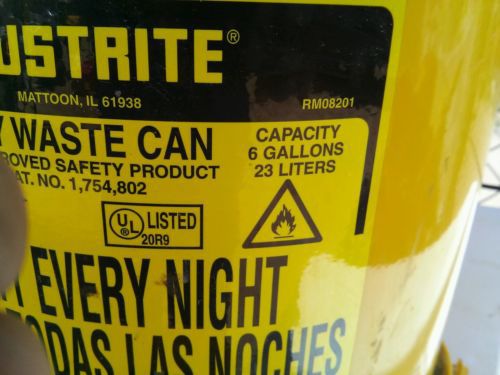 USTRITE®
MATTOON, IL 61938
RM08201
Y WASTE CAN
ROVED SAFETY PRODUCT
AT. NO. 1,754,802
CAPACITY
6 GALLONS
23 LITERS
UL LISTED
20R9
EVERY NIGHT
ODAS LAS NOCHES